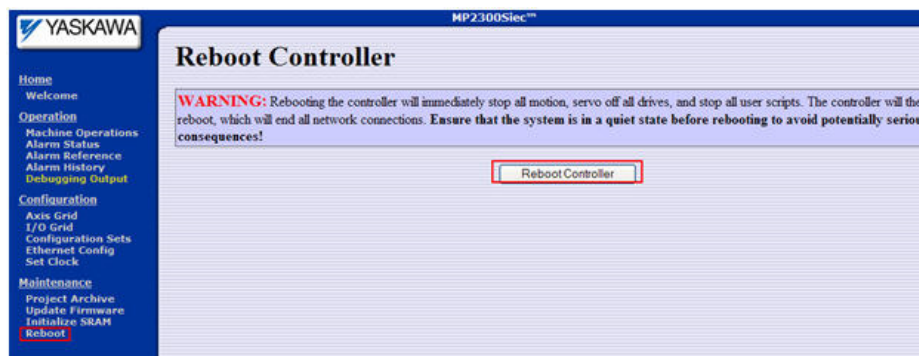 YASKAWA
MP2300Siec™
Home
Welcome
Operation
Machine Operations
Alarm Status
Alarm Reference
Alarm History
Debugging Output
Configuration
Axis Grid
I/O Grid
Configuration Sets
Ethernet Config
Set Clock
Maintenance
Project Archive
Update Firmware
Initialize SRAM
Reboot
Reboot Controller
WARNING: Rebooting the controller will immediately stop all motion, servo off all drives, and stop all user scripts. The controller will the
reboot, which will end all network connections. Ensure that the system is in a quiet state before rebooting to avoid potentially seriou
consequences!
Reboot Controller